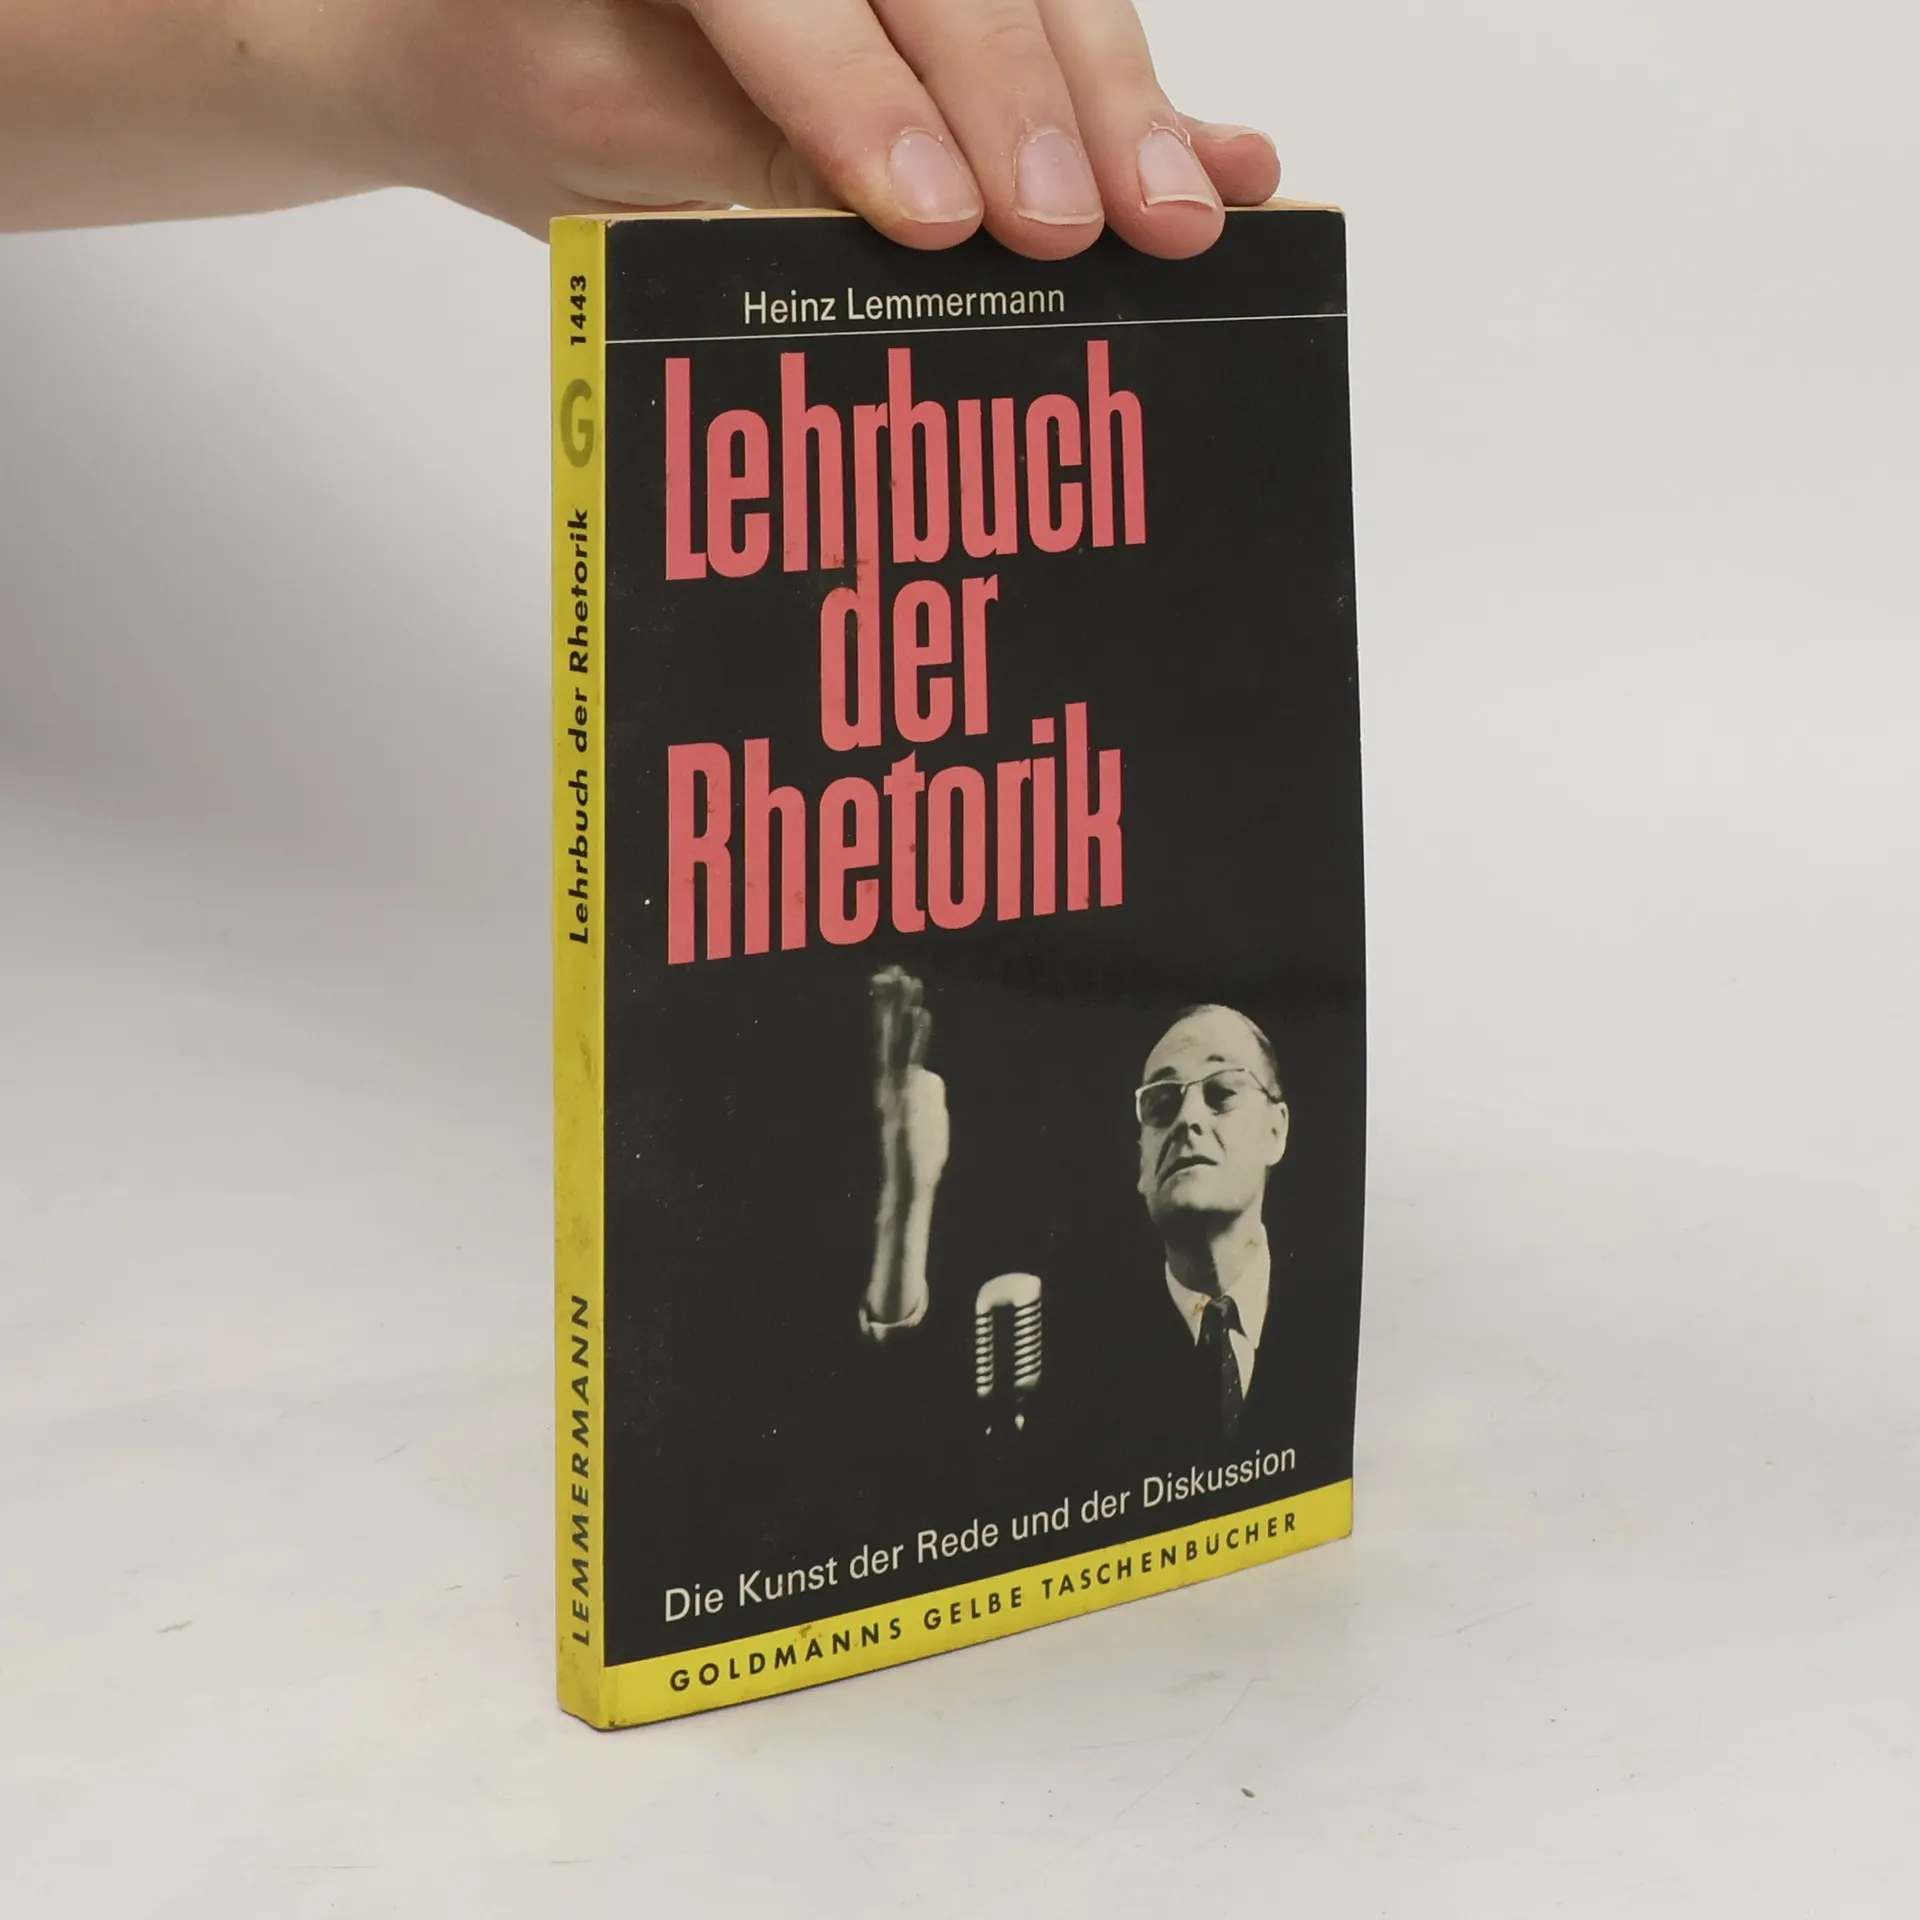 1443
G
Lehrbuch der Rhetorik
LEMMERMANN
Heinz Lemmermann
Lehrbuch
der
Rhetorik
Die Kunst der Rede und der Diskussion
GOLDMANNS GELBE TASCHENBÜCHER